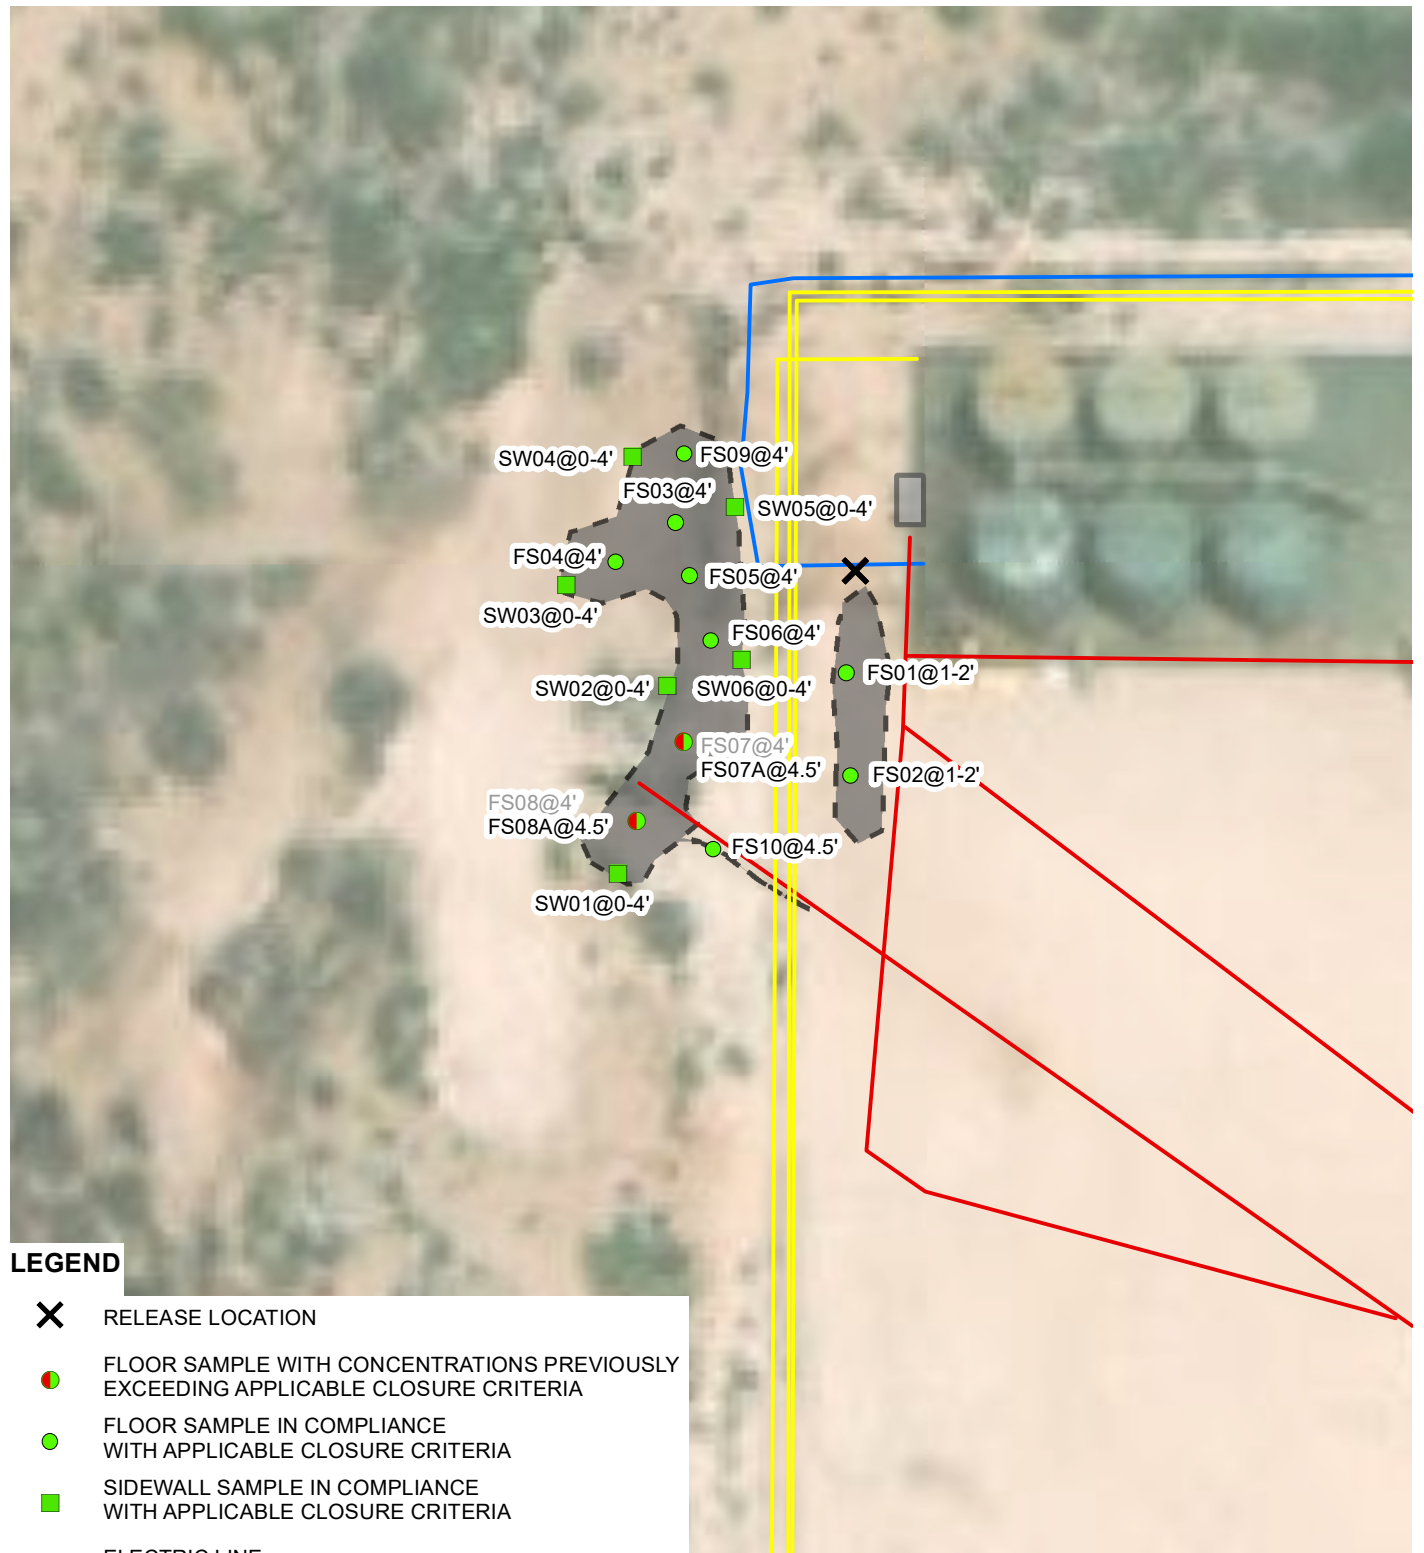 SW04@0-4'
FS09@4'
FS03@4'
SW05@0-4'
FS04@4'
FS05@4'
SW03@0-4'
FS06@4'
FS01@1-2'
SW02@0-4'
SW06@0-4'
FS07@4'
FS07A@4.5'
FS02@1-2'
FS08@4'
FS08A@4.5'
FS10@4.5'
SW01@0-4'
LEGEND
RELEASE LOCATION
FLOOR SAMPLE WITH CONCENTRATIONS PREVIOUSLY
EXCEEDING APPLICABLE CLOSURE CRITERIA
FLOOR SAMPLE IN COMPLIANCE
WITH APPLICABLE CLOSURE CRITERIA
SIDEWALL SAMPLE IN COMPLIANCE
WITH APPLICABLE CLOSURE CRITERIA
ELECTRIC LINE